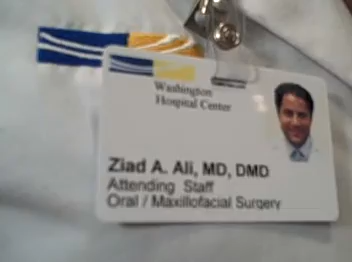 Washington
Hospital Center
Ziad A. Ali, MD, DMD
Attending Staff
Oral / Maxillofacial Surgery